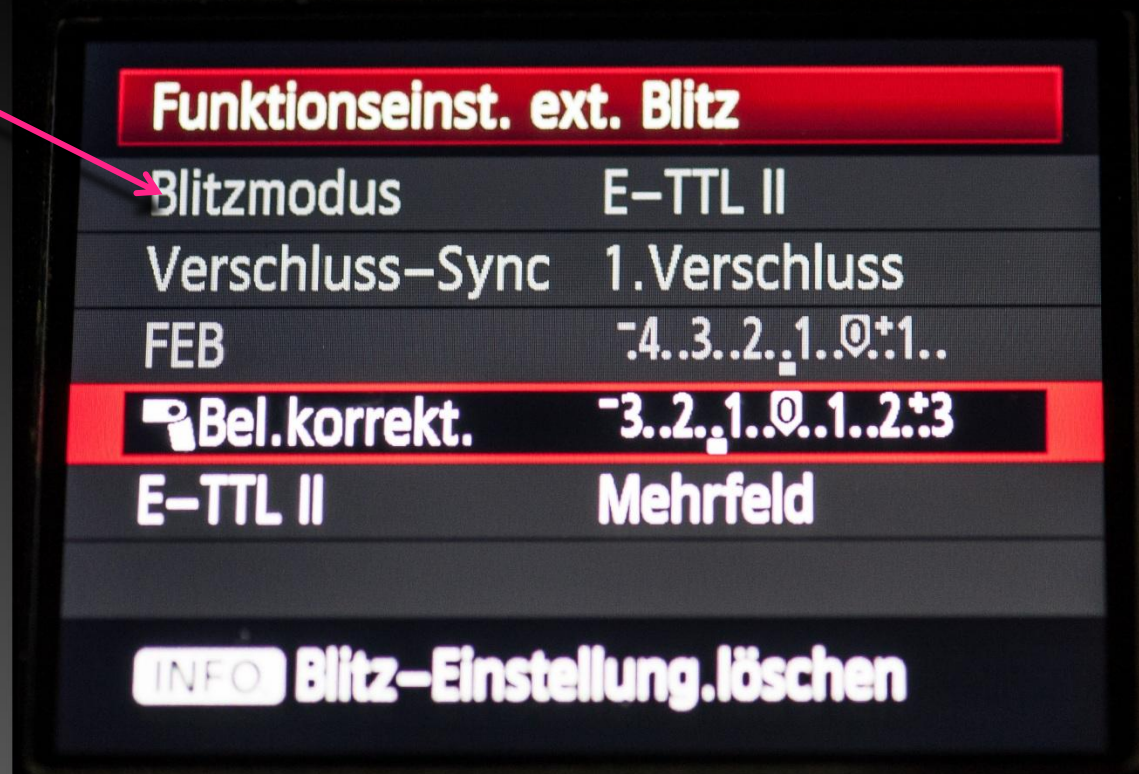 Funktionseinst. ext. Blitz
Blitzmodus E–TTL II
Verschluss–Sync 1.Verschluss
FEB -.4..3..2..1..0.+.1..
Bel.korrekt. -3..2..1..0..1..2.+.3
E–TTL II Mehrfeld
INFO Blitz–Einstellung.löschen